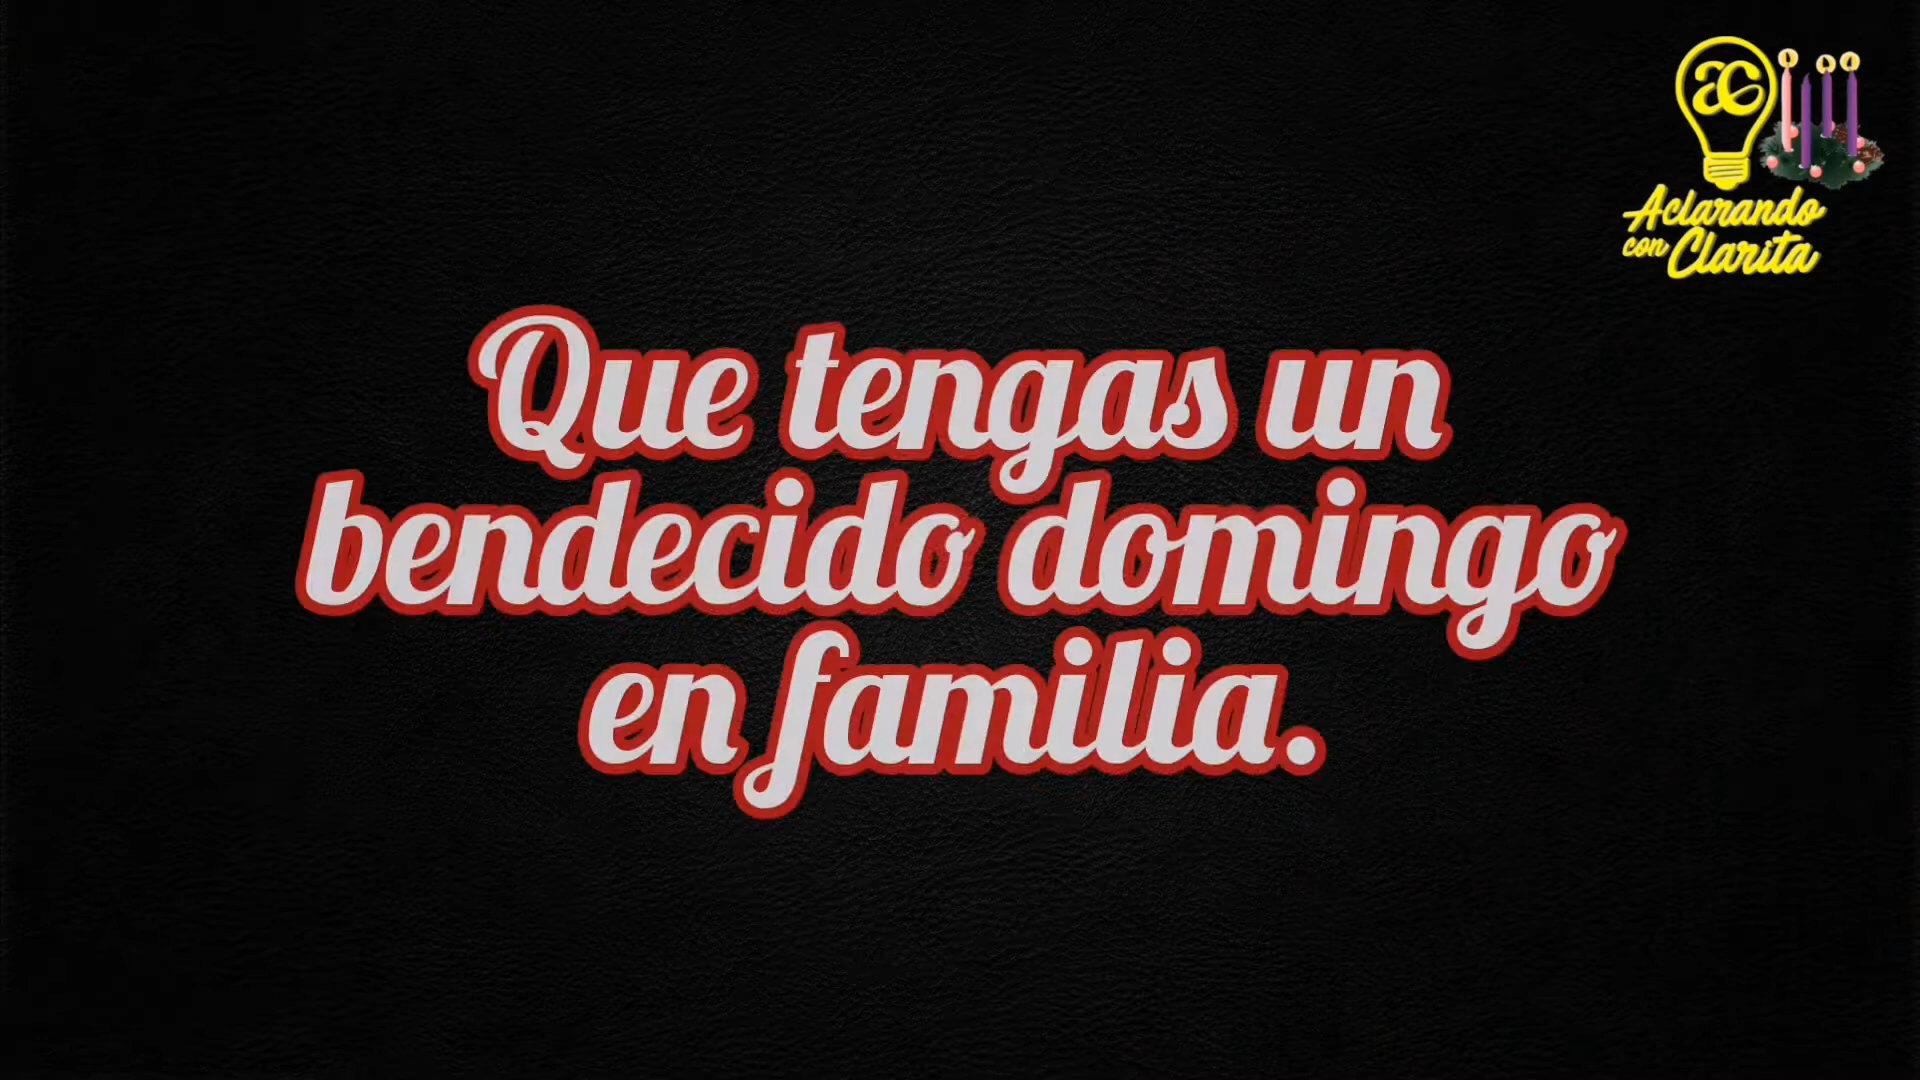 Aclarando
con Clarita
Que tengas un
bendecido domingo
en familia.